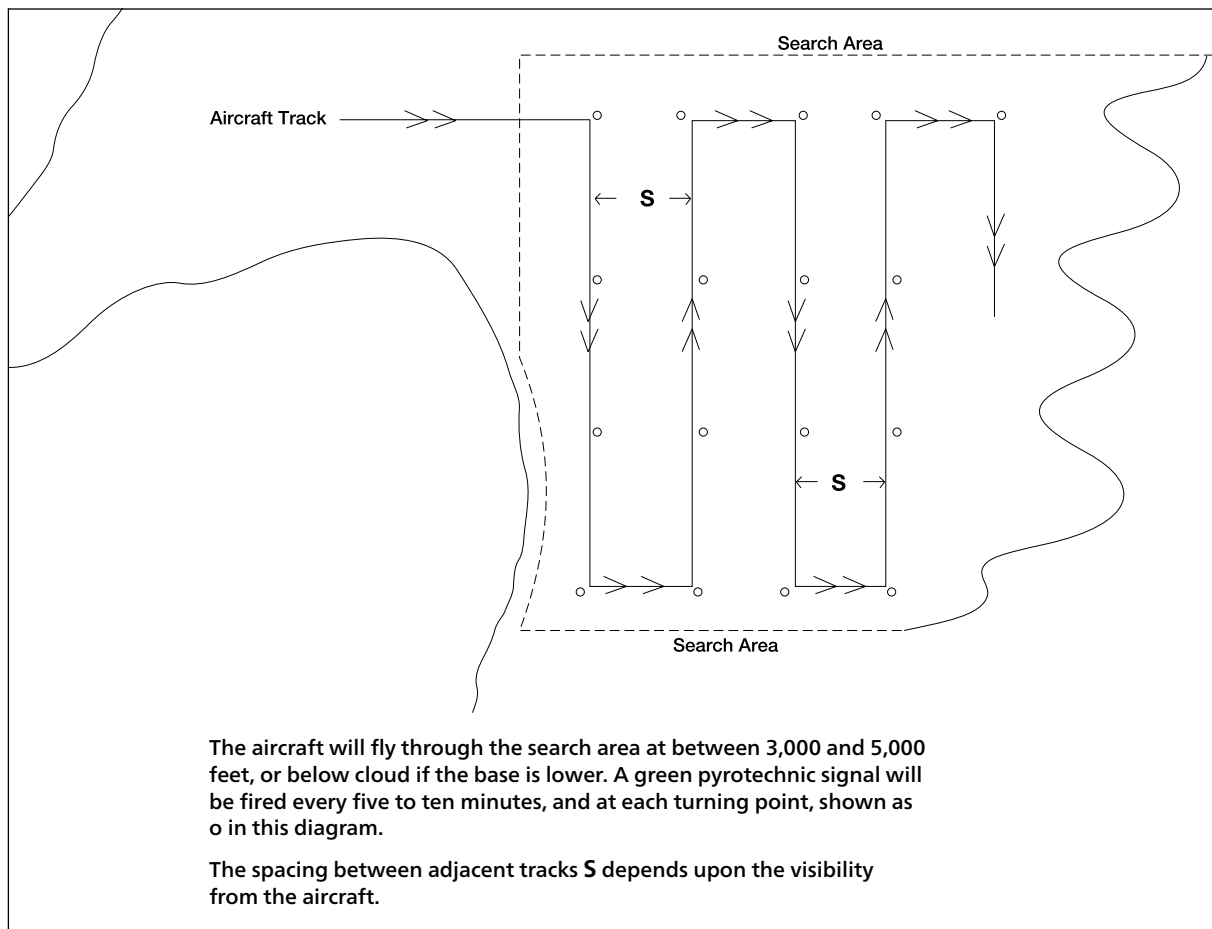 Search Area
Aircraft Track
S
S
Search Area
The aircraft will fly through the search area at between 3,000 and 5,000
feet, or below cloud if the base is lower. A green pyrotechnic signal will
be fired every five to ten minutes, and at each turning point, shown as
o in this diagram.
The spacing between adjacent tracks S depends upon the visibility
from the aircraft.